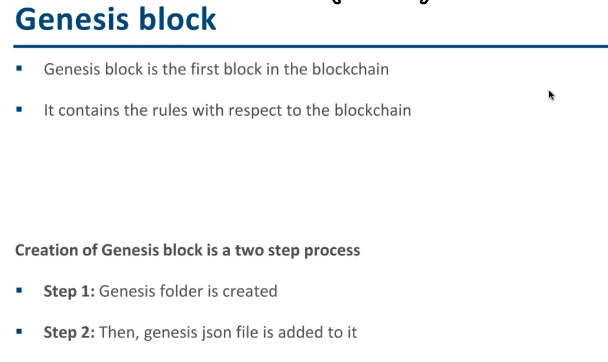 Genesis block
▪ Genesis block is the first block in the blockchain
▪ It contains the rules with respect to the blockchain
Creation of Genesis block is a two step process
▪ Step 1: Genesis folder is created
▪ Step 2: Then, genesis json file is added to it